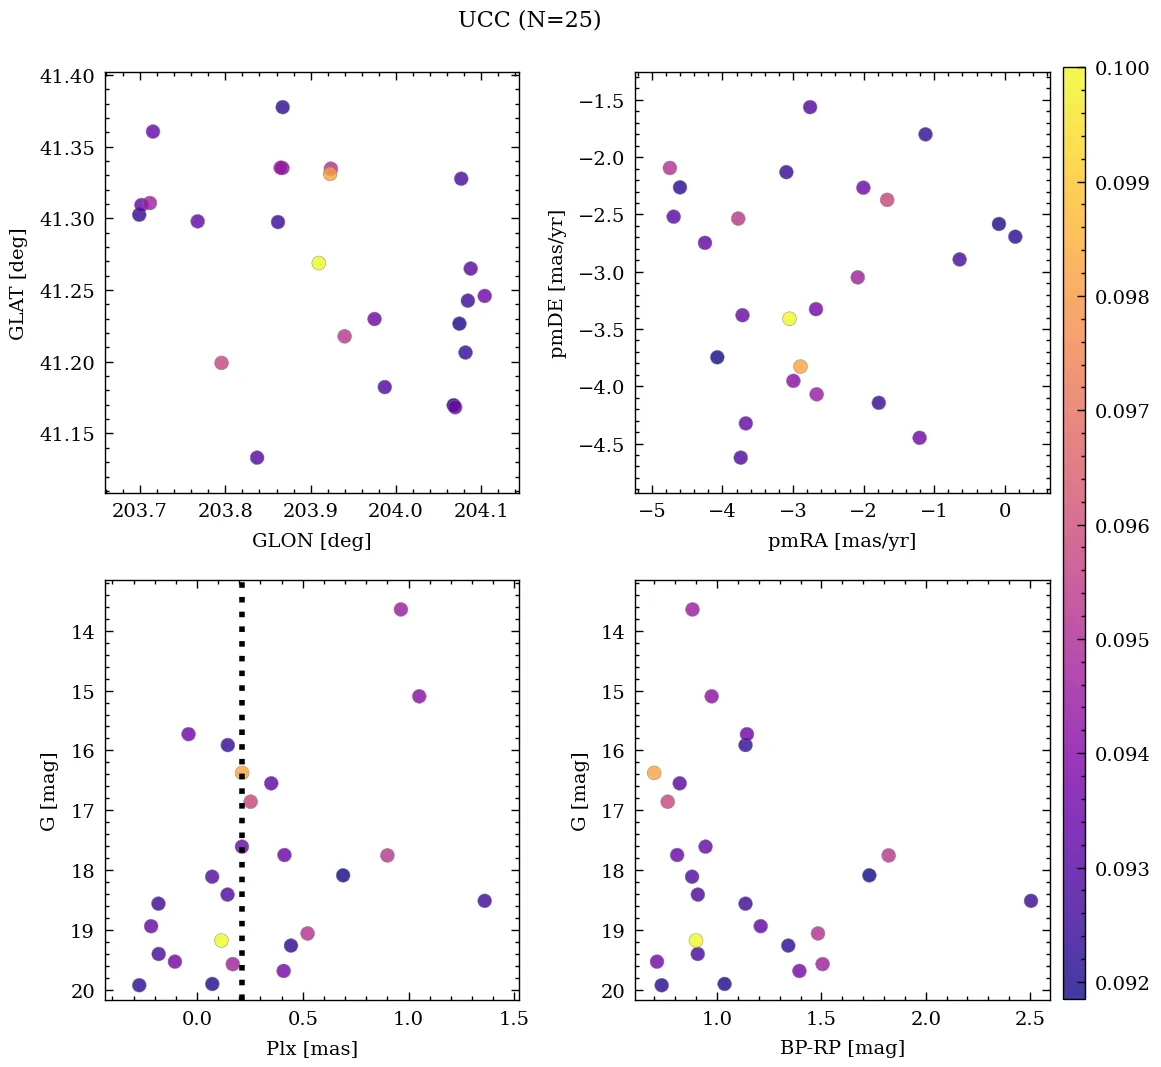 UCC (N=25)
41.40
41.35
41.30
41.25
41.20
41.15
GLAT [deg]
203.7 203.8 203.9 204.0 204.1
GLON [deg]
−1.5
−2.0
−2.5
−3.0
−3.5
−4.0
−4.5
pmDE [mas/yr]
−5 −4 −3 −2 −1 0
pmRA [mas/yr]
0.100
0.099
0.098
0.097
0.096
0.095
0.094
0.093
0.092
14
15
16
17
18
19
20
G [mag]
0.0 0.5 1.0 1.5
Plx [mas]
14
15
16
17
18
19
20
G [mag]
1.0 1.5 2.0 2.5
BP-RP [mag]